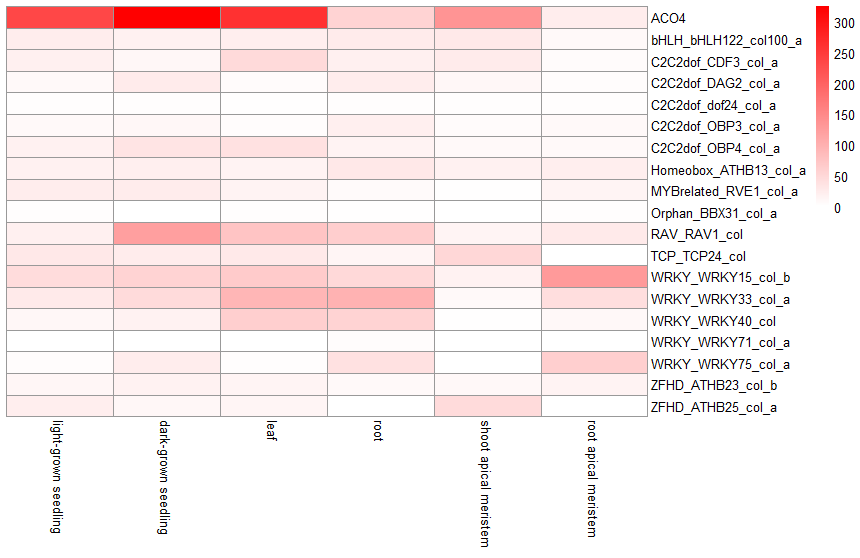 ACO4
bHLH_bHLH122_col100_a
C2C2dof_CDF3_col_a
C2C2dof_DAG2_col_a
C2C2dof_dof24_col_a
C2C2dof_OBP3_col_a
C2C2dof_OBP4_col_a
Homeobox_ATHB13_col_a
MYBrelated_RVE1_col_a
Orphan_BBX31_col_a
RAV_RAV1_col
TCP_TCP24_col
WRKY_WRKY15_col_b
WRKY_WRKY33_col_a
WRKY_WRKY40_col
WRKY_WRKY71_col_a
WRKY_WRKY75_col_a
ZFHD_ATHB23_col_b
ZFHD_ATHB25_col_a
300
250
200
150
100
50
0
light-grown seedling
dark-grown seedling
leaf
root
shoot apical meristem
root apical meristem